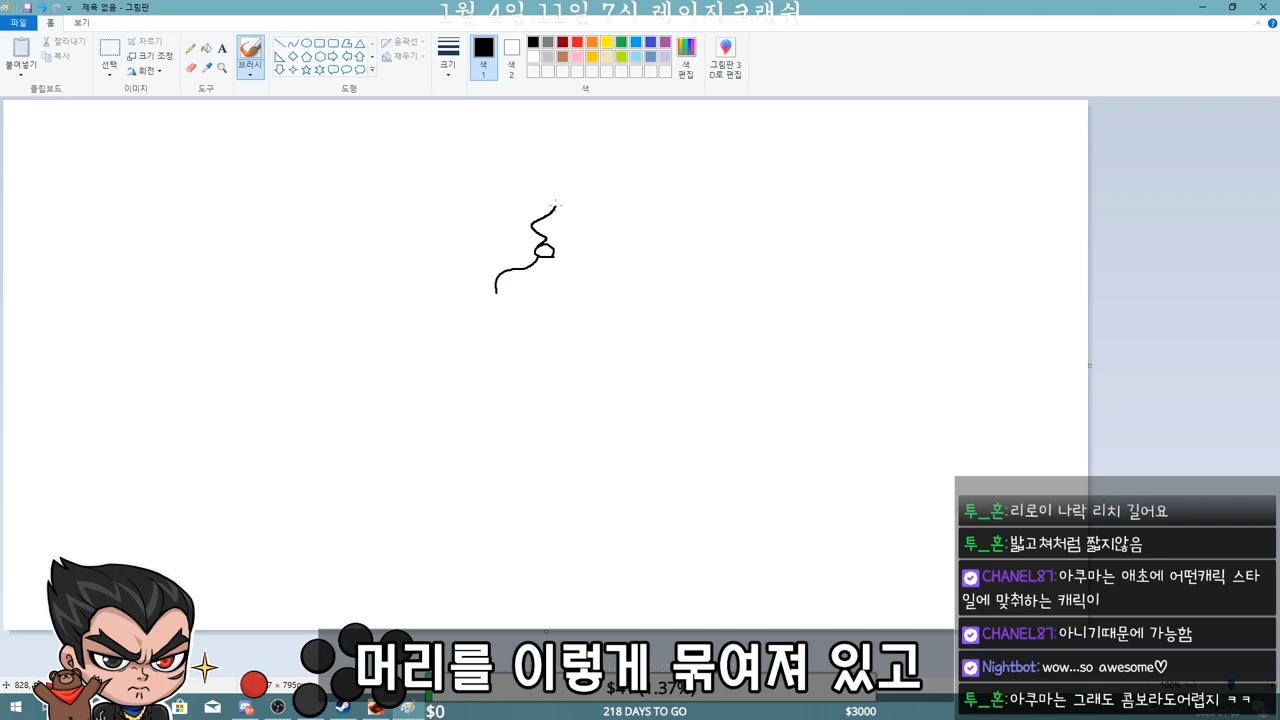 제목 없음 - 그림판
1월 4일 11일 7시 레이지 크래쉬
파일 홈 보기
붙여넣기
잘라내기
복사
선택
자르기
크기 조정
회전
A
브러시
윤곽선
채우기
크기
색
1
색
2
색
편집
그림판 3
D로 편집
클립보드 이미지 도구 도형 색
투__혼: 리로이 나락 리치 길어요
투__혼: 밟고쳐처럼 짧지않음
CHANEL87: 아쿠마는 애초에 어떤캐릭 스타
일에 맞춰하는 캐릭이
CHANEL87: 아니기때문에 가능함
Nightbot: wow...so awesome♡
투__혼: 아쿠마는 그래도 콤보라도어렵지 ㅋㅋ
머리를 이렇게 묶여져 있고
$0
218 DAYS TO GO
$3000